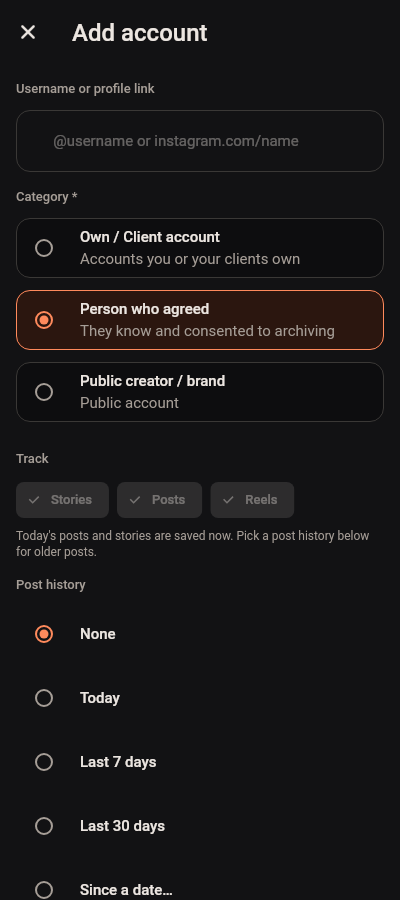 Add account
Username or profile link
@username or instagram.com/name
Category *
Own / Client account
Accounts you or your clients own
Person who agreed
They know and consented to archiving
Public creator / brand
Public account
Track
Stories
Posts
Reels
Today's posts and stories are saved now. Pick a post history below
for older posts.
Post history
None
Today
Last 7 days
Last 30 days
Since a date…